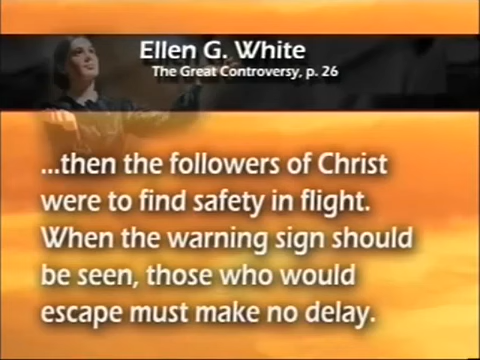 Ellen G. White
The Great Controversy, p. 26
...then the followers of Christ
were to find safety in flight.
When the warning sign should
be seen, those who would
escape must make no delay.